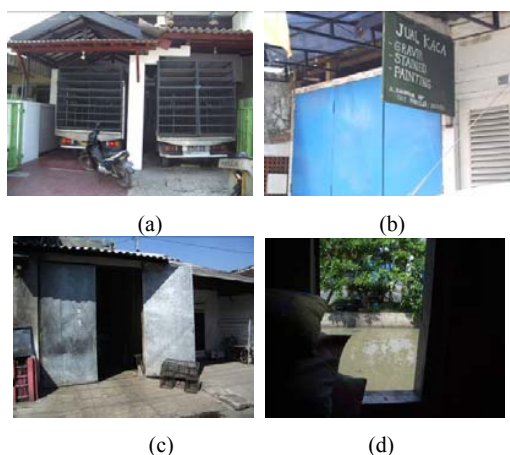 (a)
JUAL KACA
- GRAVIR
- STAINED
- PAINTING
(b)
(c)
(d)